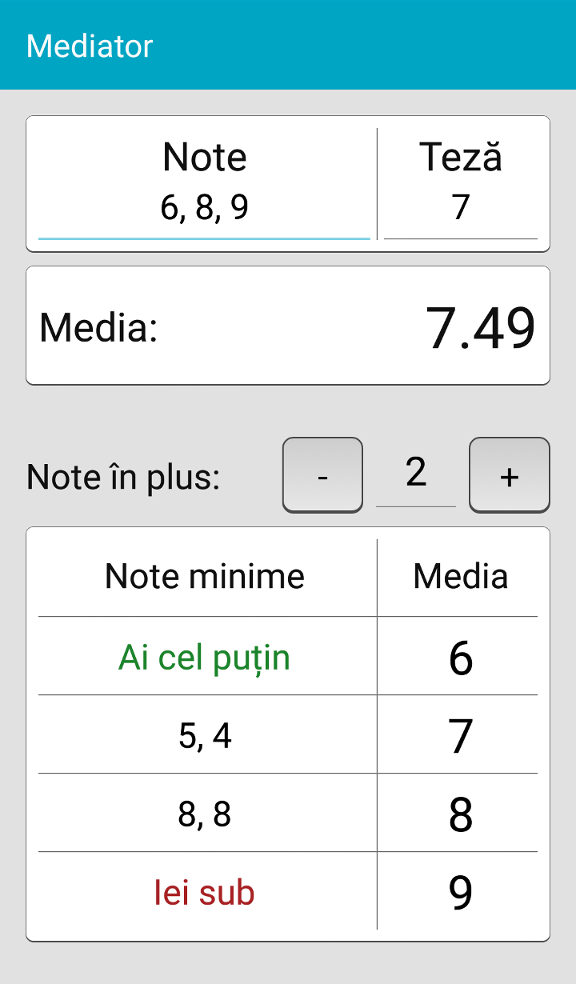 Mediator
Note
Teză
6, 8, 9
7
Media:
7.49
Note în plus:
-
2
+
Note minime
Media
Ai cel puțin
6
5, 4
7
8, 8
8
Iei sub
9